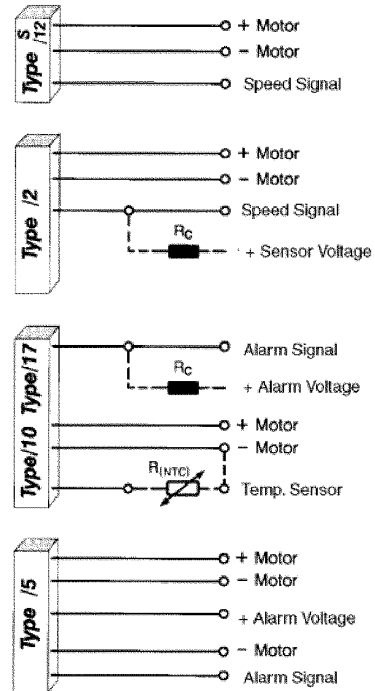 Type S/12
+ Motor
− Motor
Speed Signal
Type /2
+ Motor
− Motor
Speed Signal
RC
+ Sensor Voltage
Type/10 Type/17
Alarm Signal
RC
+ Alarm Voltage
+ Motor
− Motor
R(NTC)
Temp. Sensor
Type /5
+ Motor
− Motor
+ Alarm Voltage
− Motor
Alarm Signal